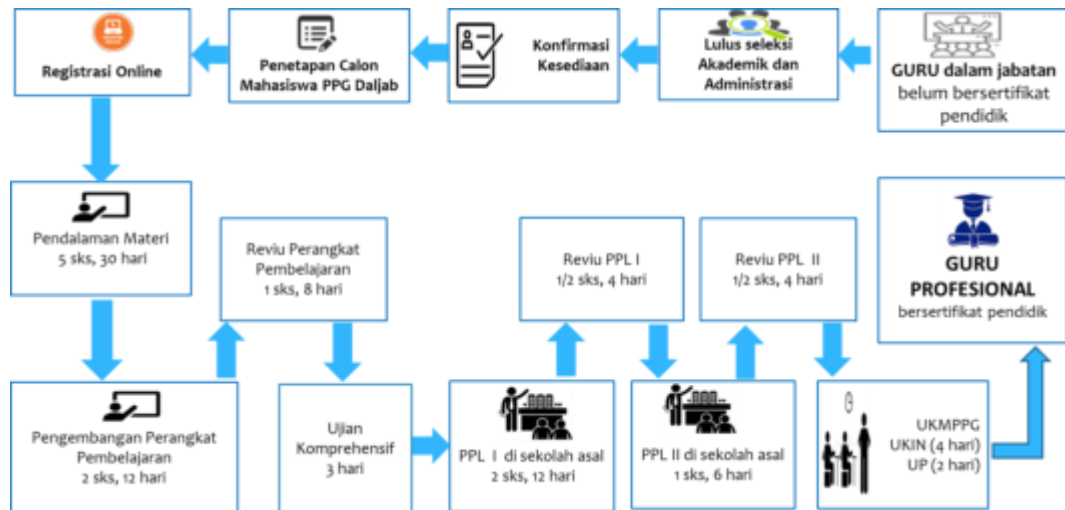 Registrasi Online
Penetapan Calon
Mahasiswa PPG Daljab
Konfirmasi
Kesediaan
Lulus seleksi
Akademik dan
Administrasi
GURU dalam jabatan
belum bersertifikat
pendidik
Pendalaman Materi
5 sks, 30 hari
Reviu Perangkat
Pembelajaran
1 sks, 8 hari
Reviu PPL I
1/2 sks, 4 hari
Reviu PPL II
1/2 sks, 4 hari
GURU
PROFESIONAL
bersertifikat pendidik
Pengembangan Perangkat
Pembelajaran
2 sks, 12 hari
Ujian
Komprehensif
3 hari
PPL I di sekolah asal
2 sks, 12 hari
PPL II di sekolah asal
1 sks, 6 hari
UKMPPG
UKIN (4 hari)
UP (2 hari)